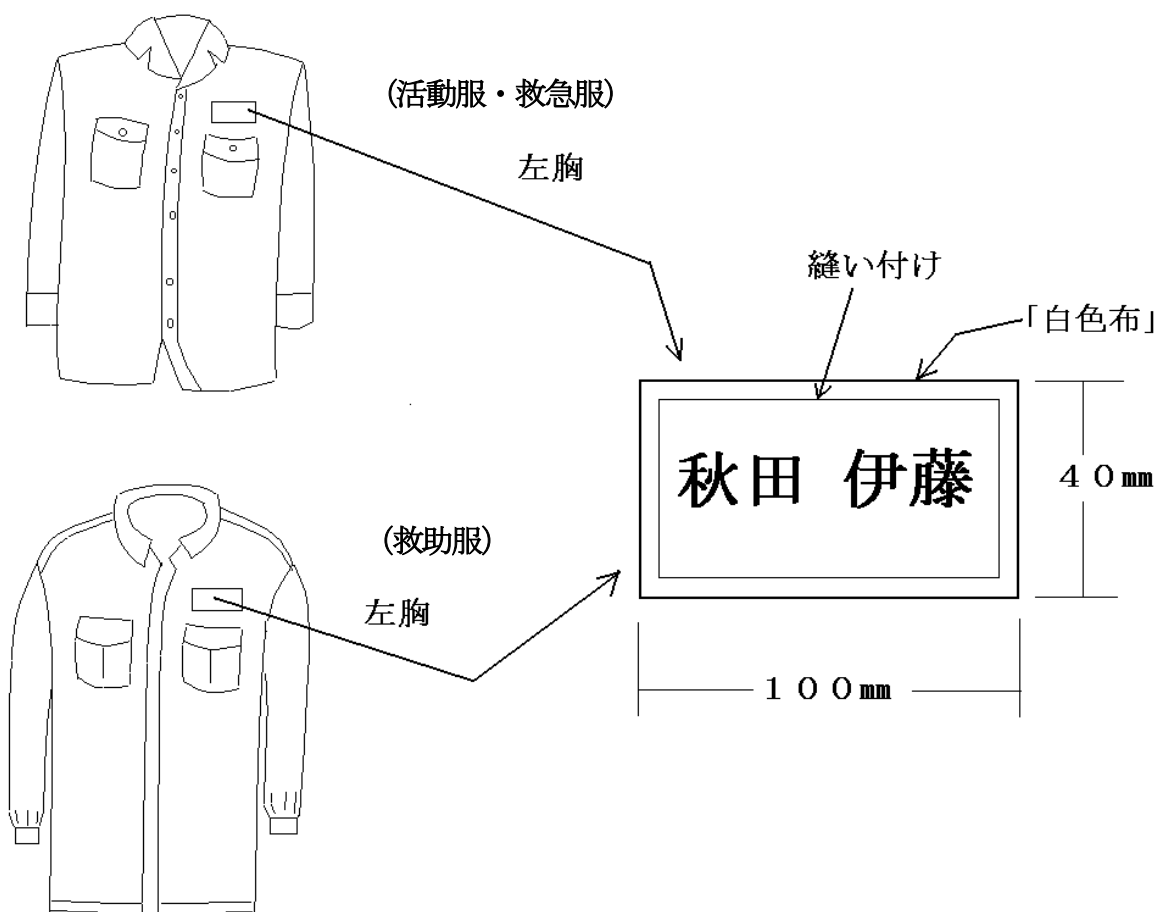 （活動服・救急服）
左胸
縫い付け
「白色布」
秋田 伊藤
４０㎜
（救助服）
左胸
１００㎜